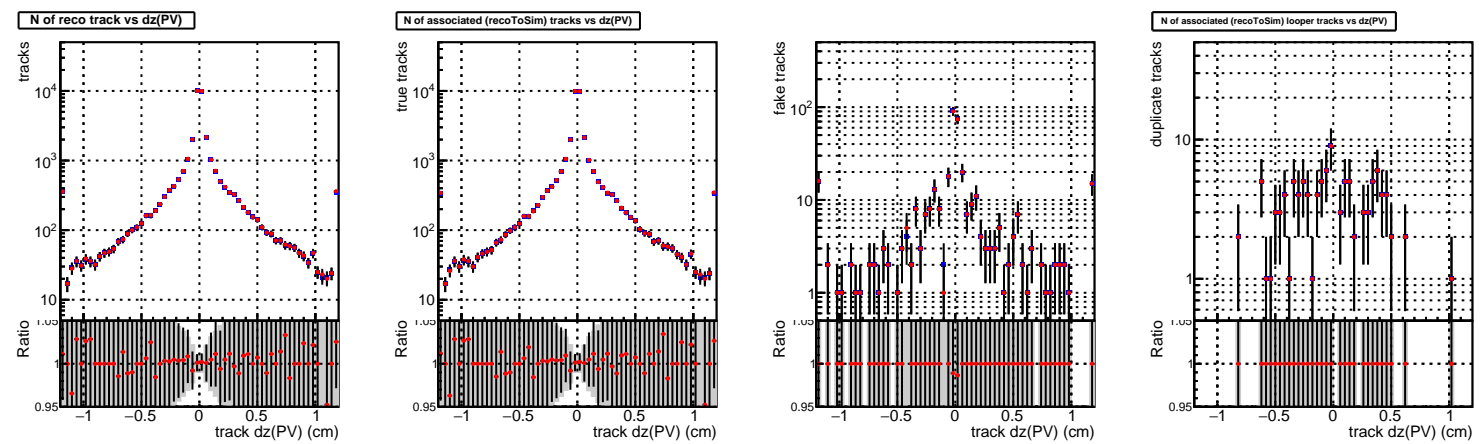 N of reco track vs dz(PV)
tracks
10⁴
10³
10²
10
Ratio
1.05
1
0.95
−1 −0.5 0 0.5 1
track dz(PV) (cm)
N of associated (recoToSim) tracks vs dz(PV)
true tracks
10⁴
10³
10²
10
Ratio
1.05
1
0.95
−1 −0.5 0 0.5 1
track dz(PV) (cm)
fake tracks
10²
10
1
Ratio
1.05
1
0.95
−1 −0.5 0 0.5 1
track dz(PV) (cm)
N of associated (recoToSim) looper tracks vs dz(PV)
duplicate tracks
10
1
Ratio
1.05
1
0.95
−1 −0.5 0 0.5 1
track dz(PV) (cm)